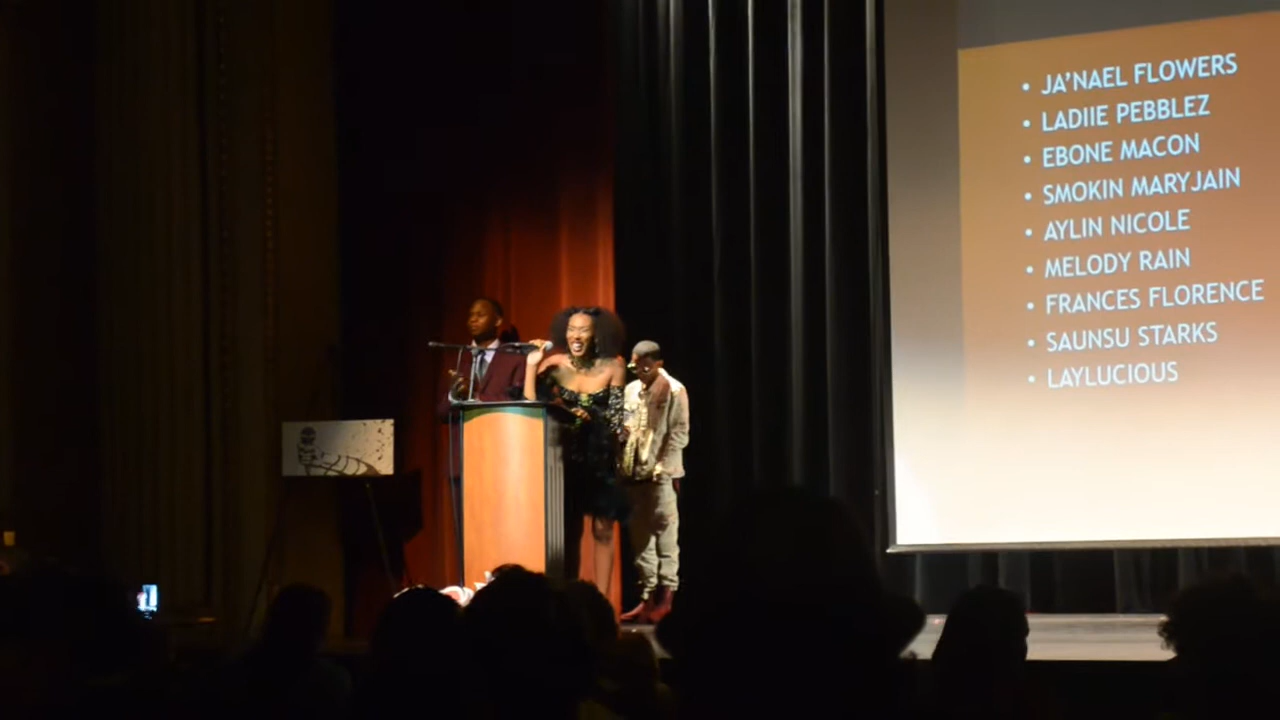 • JA'NAEL FLOWERS
• LADIIE PEBBLEZ
• EBONE MACON
• SMOKIN MARYJAIN
• AYLIN NICOLE
• MELODY RAIN
• FRANCES FLORENCE
• SAUNSU STARKS
• LAYLUCIOUS